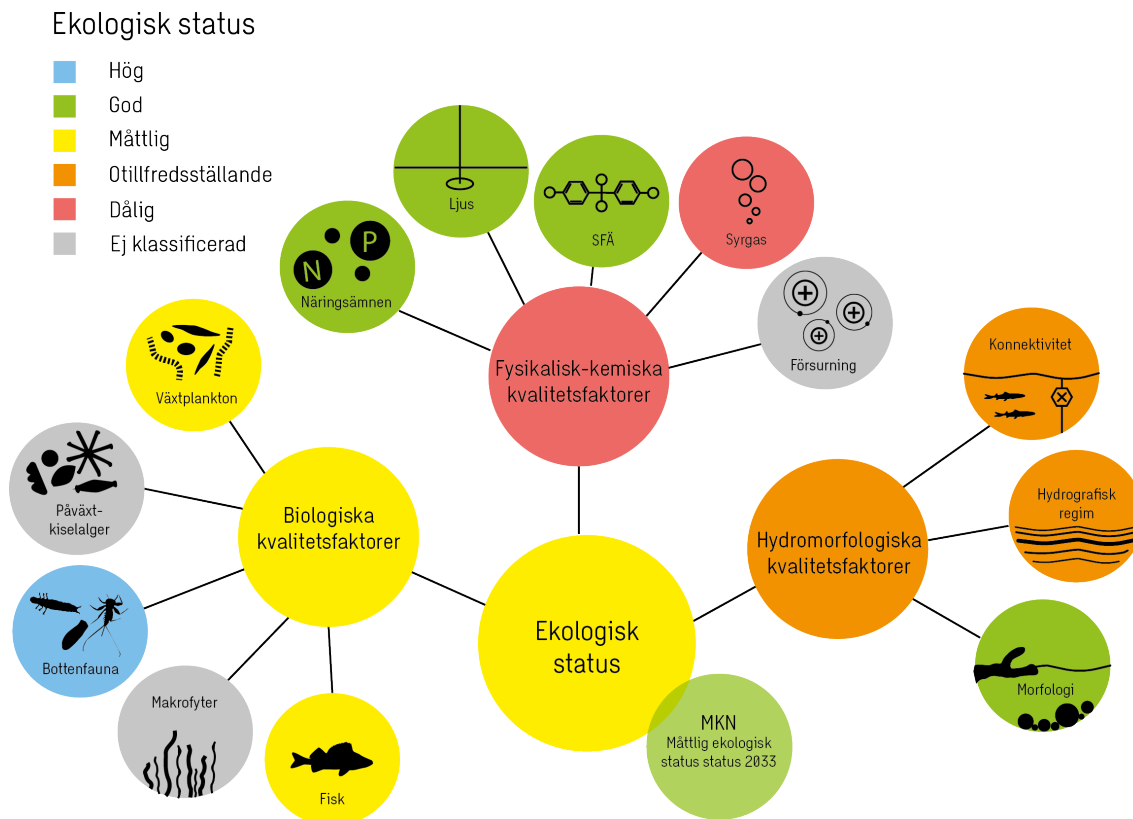 Ekologisk status
Hög
God
Måttlig
Otillfredsställande
Dålig
Ej klassificerad
Ljus
SFÄ
Syrgas
N
P
Näringsämnen
Försurning
Fysikalisk-kemiska
kvalitetsfaktorer
Konnektivitet
Växtplankton
Påväxt-
kiselalger
Biologiska
kvalitetsfaktorer
Hydrografisk
regim
Hydromorfologiska
kvalitetsfaktorer
Bottenfauna
Ekologisk
status
Morfologi
Makrofyter
Fisk
MKN
Måttlig ekologisk
status status 2033